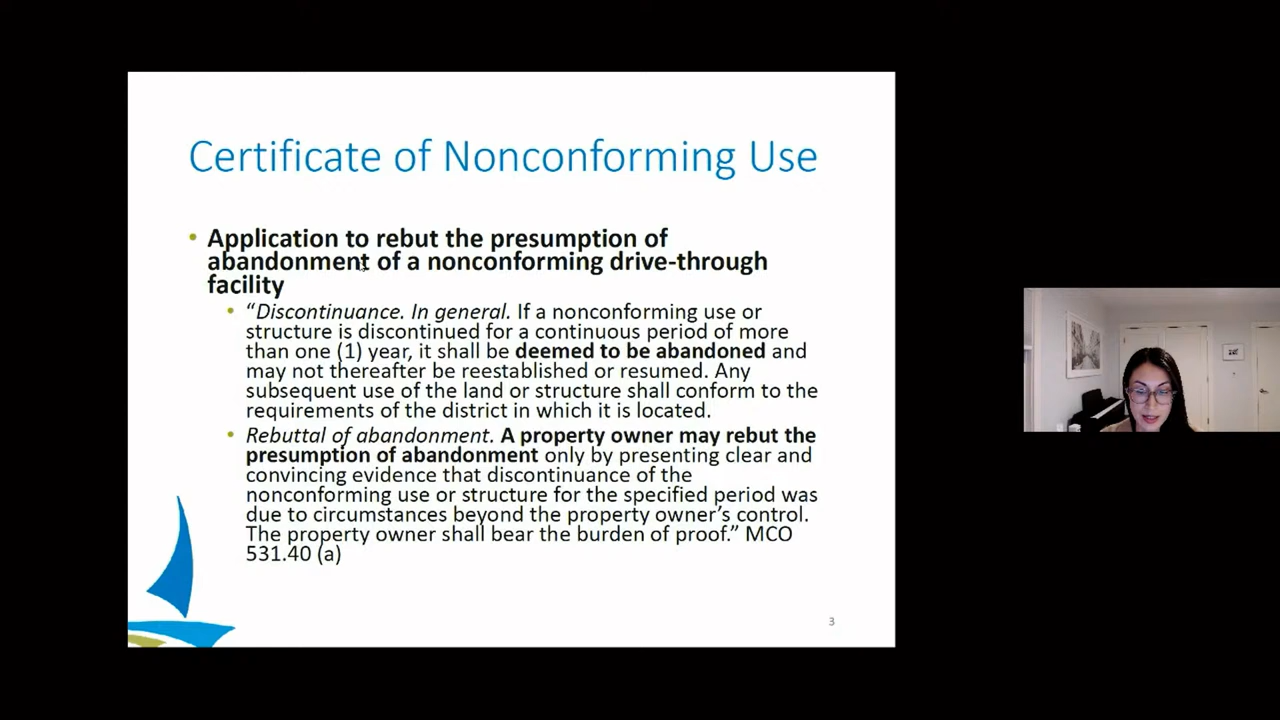 Certificate of Nonconforming Use
• Application to rebut the presumption of
abandonment of a nonconforming drive-through
facility
• “Discontinuance. In general. If a nonconforming use or
structure is discontinued for a continuous period of more
than one (1) year, it shall be deemed to be abandoned and
may not thereafter be reestablished or resumed. Any
subsequent use of the land or structure shall conform to the
requirements of the district in which it is located.
• Rebuttal of abandonment. A property owner may rebut the
presumption of abandonment only by presenting clear and
convincing evidence that discontinuance of the
nonconforming use or structure for the specified period was
due to circumstances beyond the property owner’s control.
The property owner shall bear the burden of proof.” MCO
531.40 (a)
3